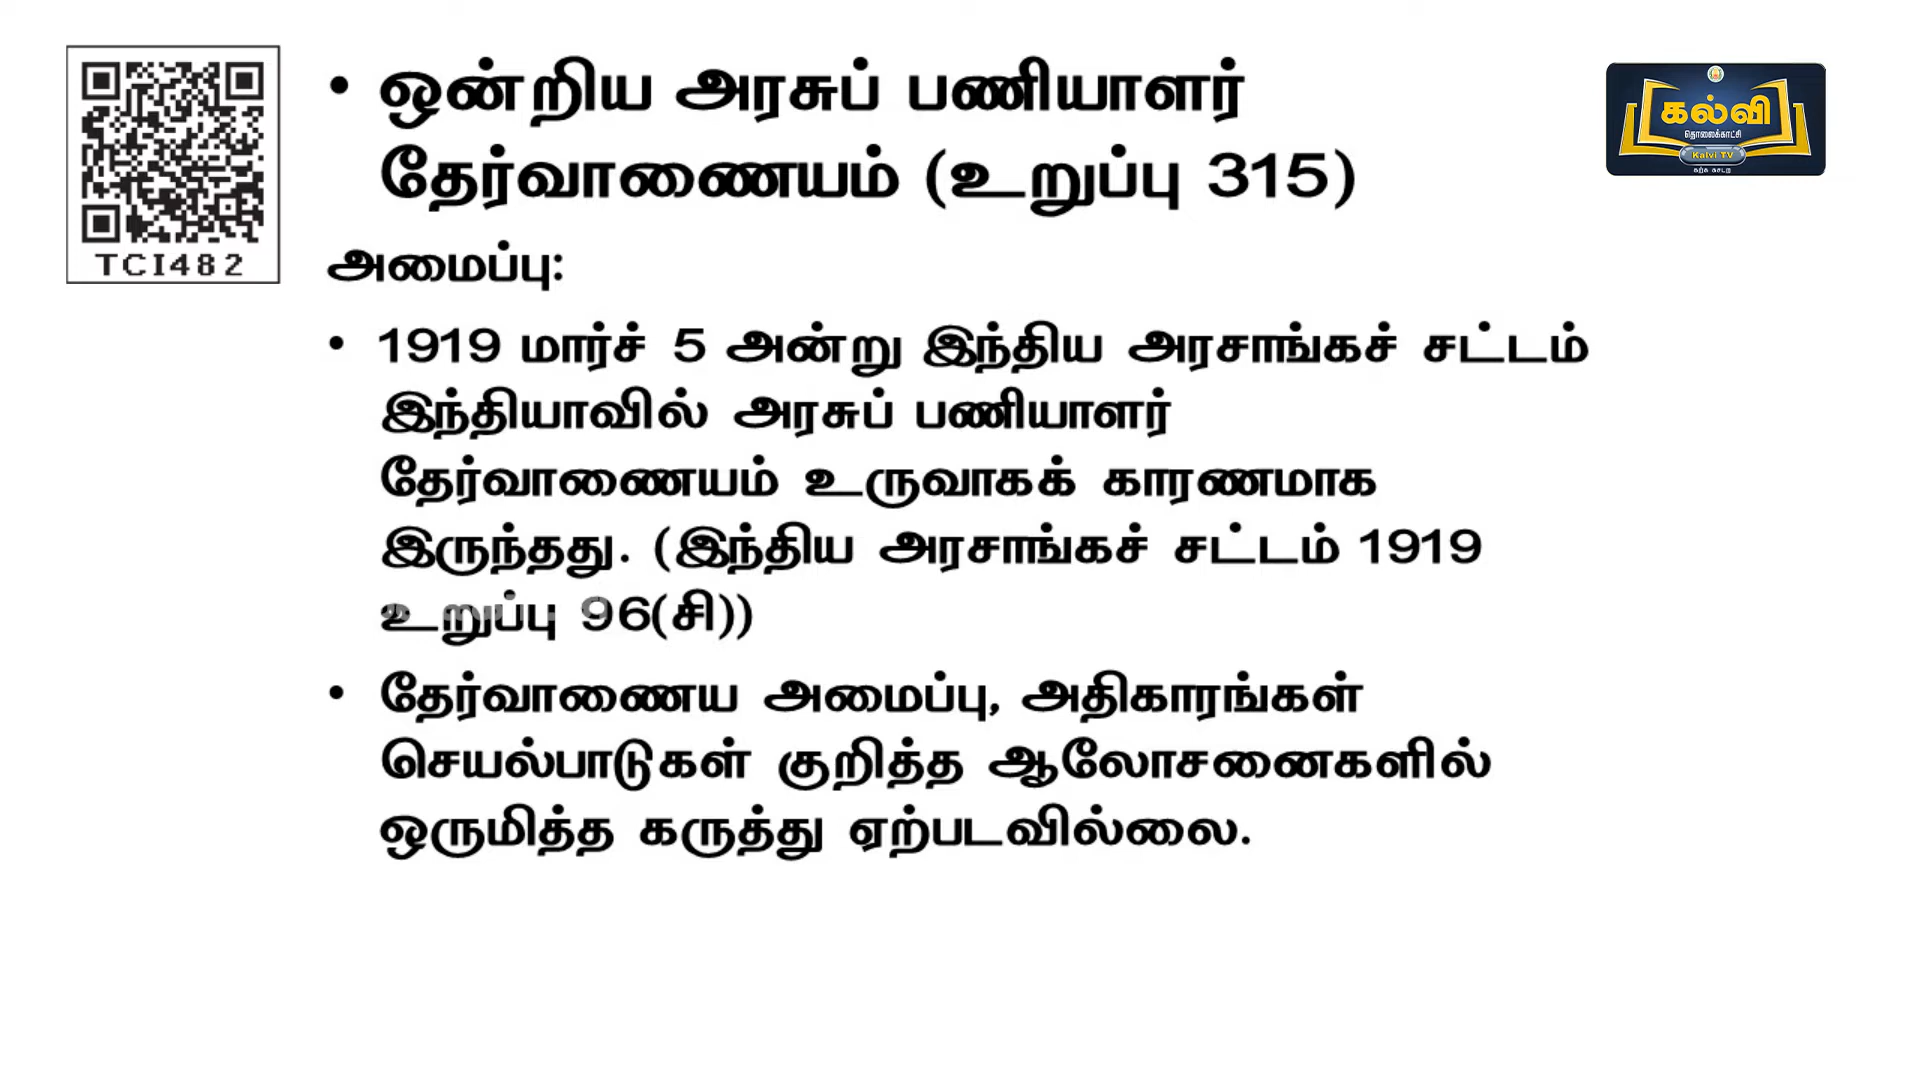 • ஒன்றிய அரசுப் பணியாளர்
தேர்வாணையம் (உறுப்பு 315)
அமைப்பு:
• 1919 மார்ச் 5 அன்று இந்திய அரசாங்கச் சட்டம்
இந்தியாவில் அரசுப் பணியாளர்
தேர்வாணையம் உருவாகக் காரணமாக
இருந்தது. (இந்திய அரசாங்கச் சட்டம் 1919
உறுப்பு 96(சி))
• தேர்வாணைய அமைப்பு, அதிகாரங்கள்
செயல்பாடுகள் குறித்த ஆலோசனைகளில்
ஒருமித்த கருத்து ஏற்படவில்லை.
TCI482
கல்வி
தொலைக்காட்சி
Kalvi TV
கற்க கசடற